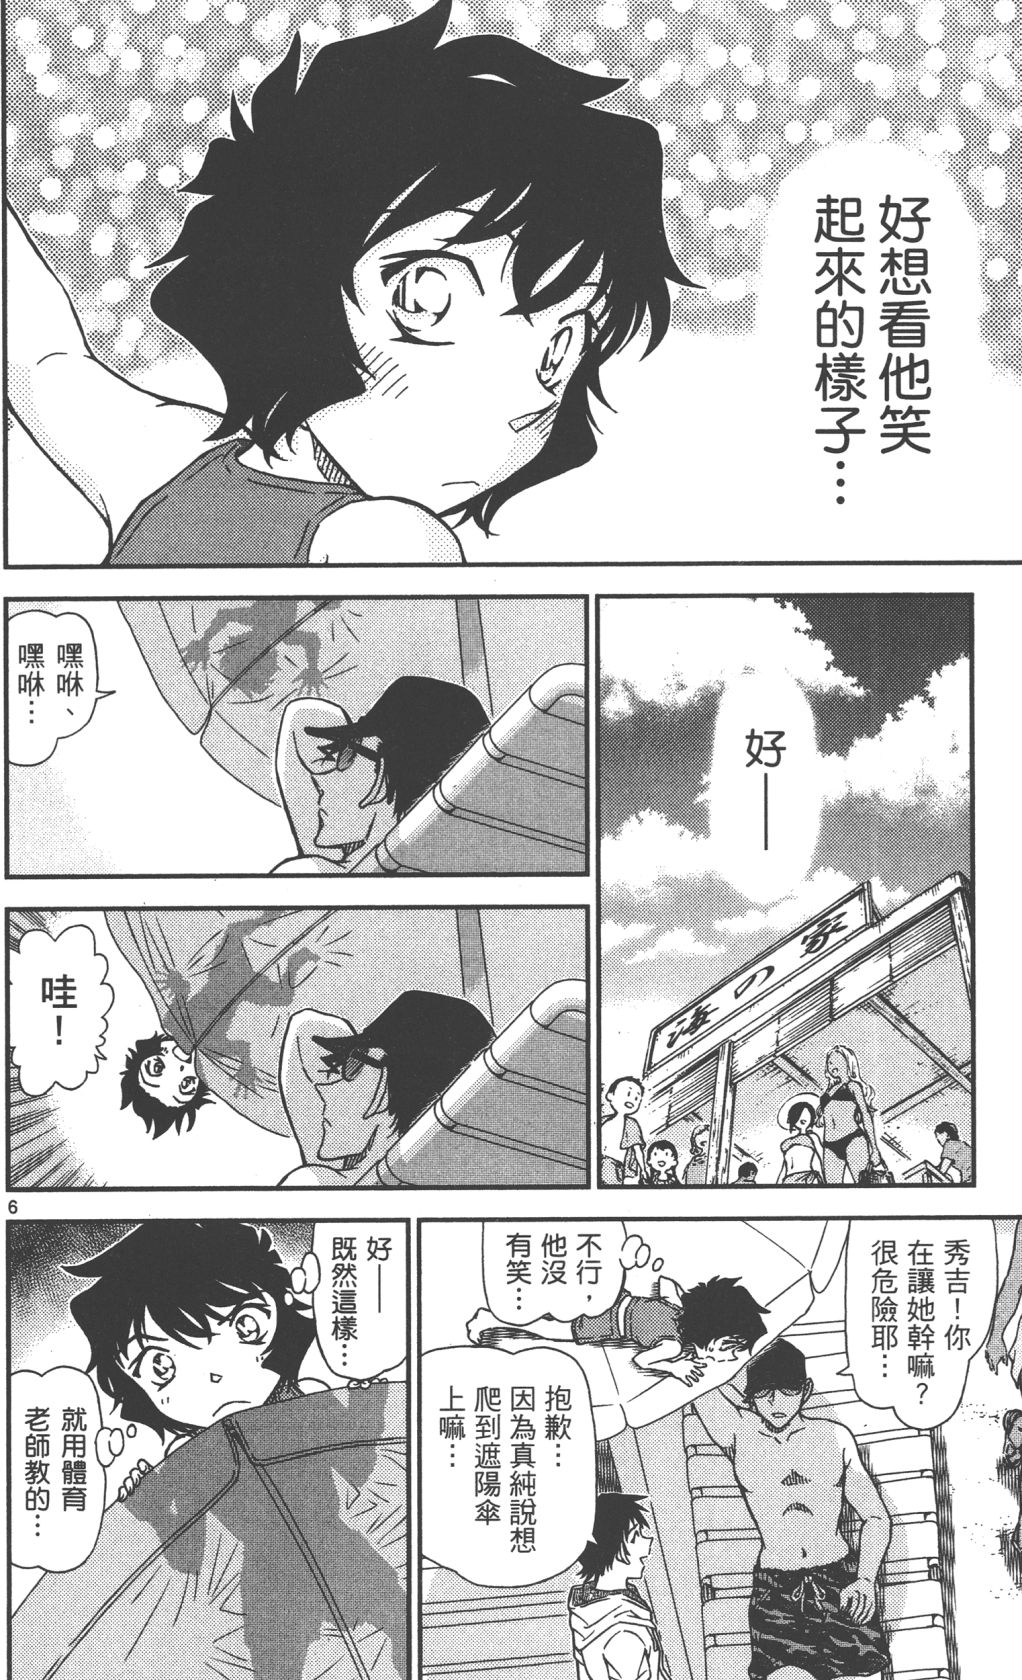 好想看他笑
起來的樣子…
好——
海の家
嘿咻、
嘿咻…
哇！
6
秀吉！你
在讓她幹嘛？
很危險耶…
不行，
他沒
有笑…
抱歉…
因為真純說想
爬到遮陽傘
上嘛…
好——
既然這樣…
就用體育
老師教的…